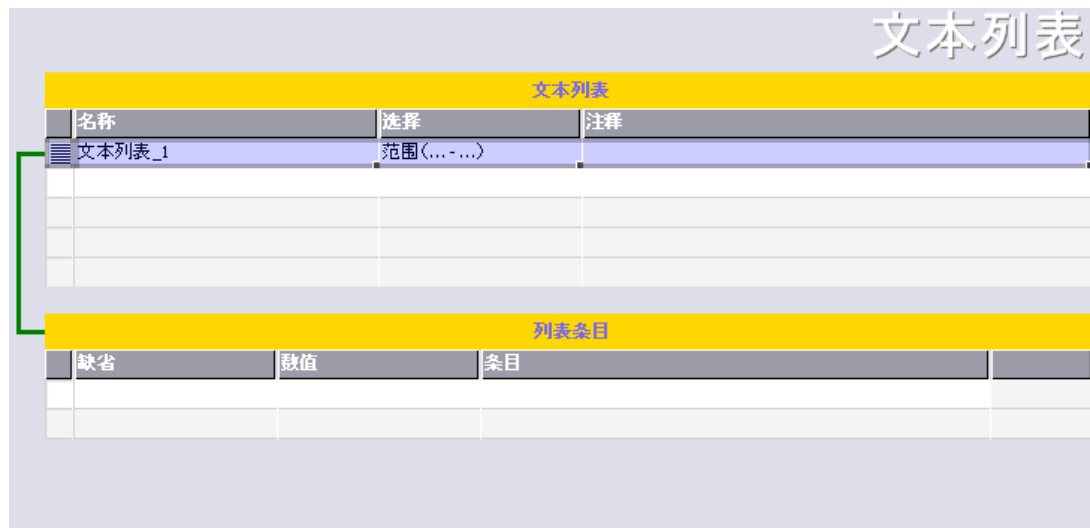 文本列表
文本列表
名称 选择 注释
文本列表_1 范围(...-...)
列表条目
缺省 数值 条目